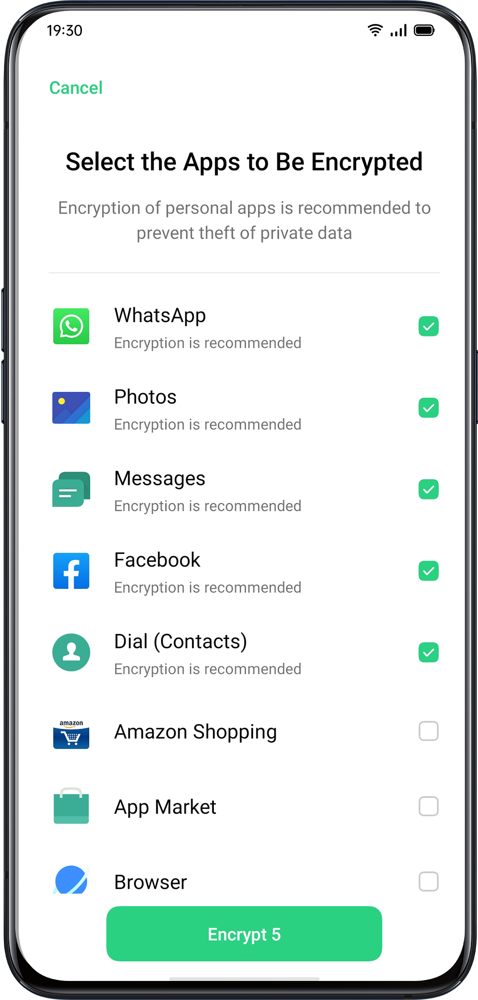 19:30
Cancel
Select the Apps to Be Encrypted
Encryption of personal apps is recommended to
prevent theft of private data
WhatsApp
Encryption is recommended
Photos
Encryption is recommended
Messages
Encryption is recommended
Facebook
Encryption is recommended
Dial (Contacts)
Encryption is recommended
amazon
Amazon Shopping
App Market
Browser
Encrypt 5